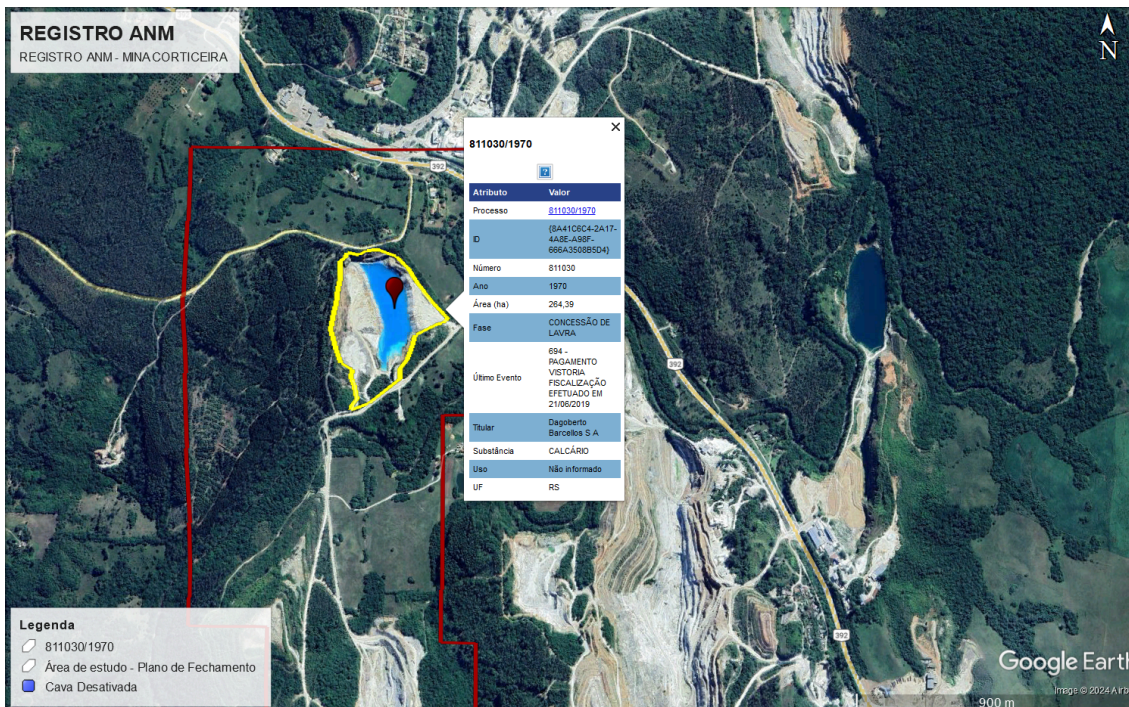 REGISTRO ANM
REGISTRO ANM - MINA CORTICEIRA
N
392
811030/1970
?
Atributo Valor
Processo 811030/1970
ID {8A41C6C4-2A17-
4A8E-A98F-
666A3508B5D4}
Número 811030
Ano 1970
Área (ha) 264,39
Fase CONCESSÃO DE
LAVRA
Último Evento 694 -
PAGAMENTO
VISTORIA
FISCALIZAÇÃO
EFETUADO EM
21/06/2019
Titular Dagoberto
Barcellos S A
Substância CALCÁRIO
Uso Não informado
UF RS
392
392
Legenda
811030/1970
Área de estudo - Plano de Fechamento
Cava Desativada
Google Earth
Image © 2024 Airb
900 m